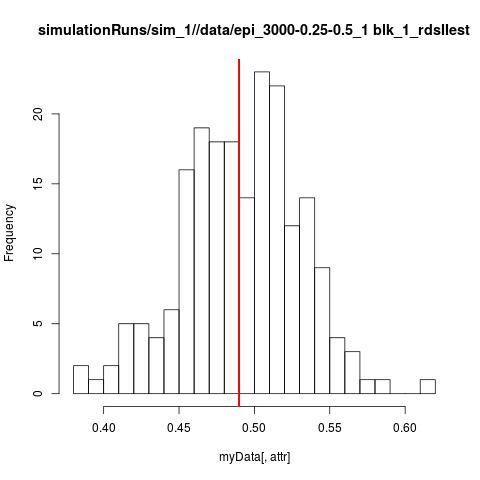 simulationRuns/sim_1//data/epi_3000-0.25-0.5_1 blk_1_rdsIIest
Frequency
20
15
10
5
0
0.40 0.45 0.50 0.55 0.60
myData[, attr]